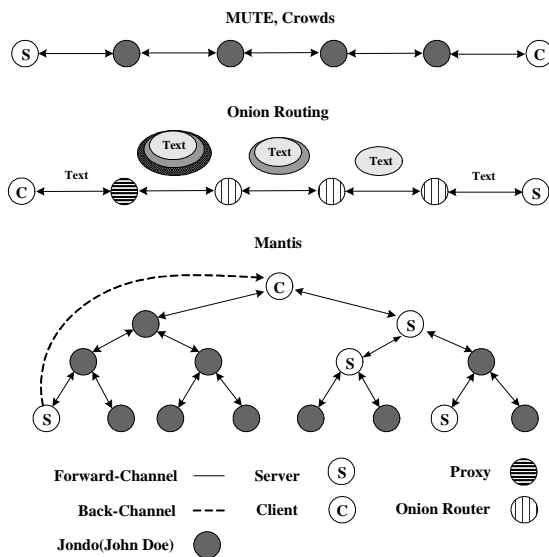 MUTE, Crowds
S C
Onion Routing
Text Text Text
Text Text
C S
Mantis
C
S
S
S S
Forward-Channel Server S Proxy
Back-Channel Client C Onion Router
Jondo(John Doe)